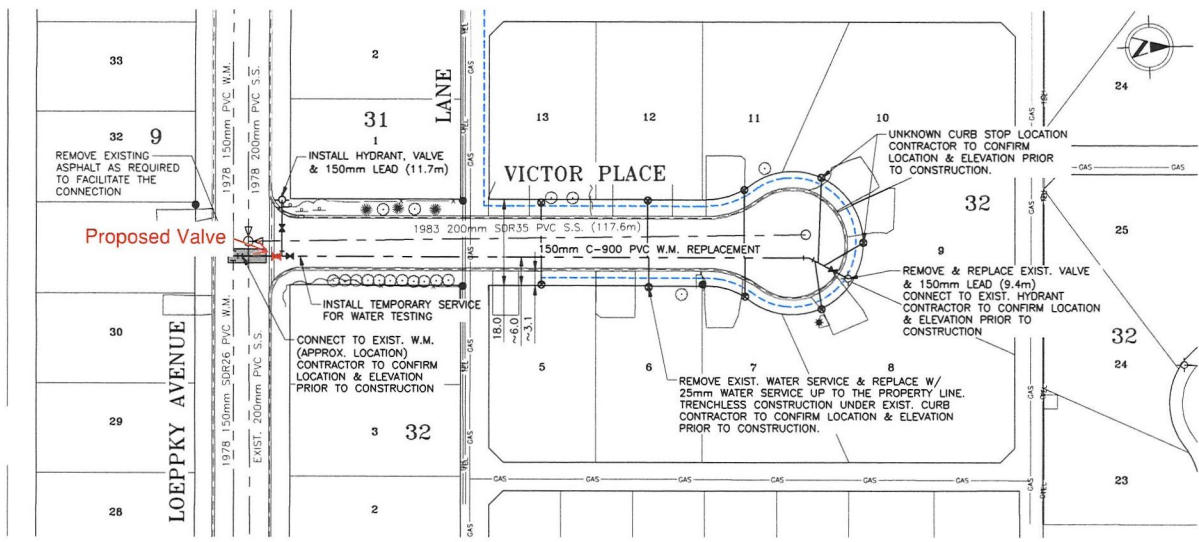 33
2
24
13
12
11
10
LANE
31
1
32
9
REMOVE EXISTING
ASPHALT AS REQUIRED
TO FACILITATE THE
CONNECTION
1978 150mm PVC W.M.
1978 200mm PVC S.S.
INSTALL HYDRANT, VALVE
& 150mm LEAD (11.7m)
VICTOR PLACE
UNKNOWN CURB STOP LOCATION
CONTRACTOR TO CONFIRM
LOCATION & ELEVATION PRIOR
TO CONSTRUCTION.
32
25
1983 200mm SDR35 PVC S.S. (117.6m)
Proposed Valve
150mm C-900 PVC W.M. REPLACEMENT
9
REMOVE & REPLACE EXIST. VALVE
& 150mm LEAD (9.4m)
CONNECT TO EXIST. HYDRANT
CONTRACTOR TO CONFIRM LOCATION
& ELEVATION PRIOR TO
CONSTRUCTION
INSTALL TEMPORARY SERVICE
FOR WATER TESTING
18.0
~6.0
~3.1
30
CONNECT TO EXIST. W.M.
(APPROX. LOCATION)
CONTRACTOR TO CONFIRM
LOCATION & ELEVATION
PRIOR TO CONSTRUCTION
5
6
7
8
32
24
REMOVE EXIST. WATER SERVICE & REPLACE W/
25mm WATER SERVICE UP TO THE PROPERTY LINE.
TRENCHLESS CONSTRUCTION UNDER EXIST. CURB
CONTRACTOR TO CONFIRM LOCATION & ELEVATION
PRIOR TO CONSTRUCTION.
LOEPPKY AVENUE
1978 150mm SDR26 PVC W.M.
EXIST. 200mm PVC S.S.
29
3
32
GAS
GAS
GAS
GAS
GAS
GAS
23
28
2